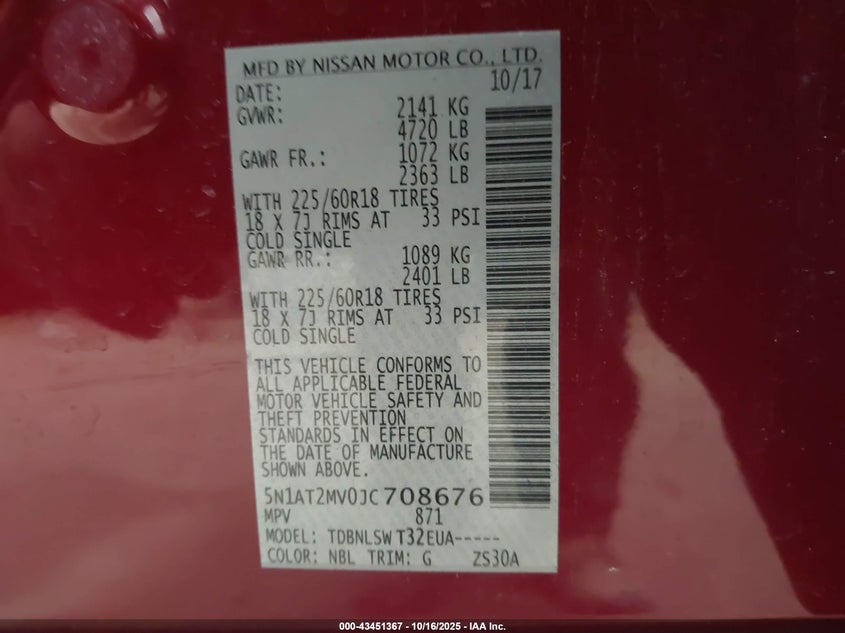 MFD BY NISSAN MOTOR CO., LTD.
DATE: 10/17
GVWR: 2141 KG
4720 LB
GAWR FR.: 1072 KG
2363 LB
WITH 225/60R18 TIRES
18 X 7J RIMS AT 33 PSI
COLD SINGLE
GAWR RR.: 1089 KG
2401 LB
WITH 225/60R18 TIRES
18 X 7J RIMS AT 33 PSI
COLD SINGLE
THIS VEHICLE CONFORMS TO
ALL APPLICABLE FEDERAL
MOTOR VEHICLE SAFETY AND
THEFT PREVENTION
STANDARDS IN EFFECT ON
THE DATE OF MANUFACTURE
SHOWN ABOVE.
5N1AT2MV0JC708676
MPV 871
MODEL: TDBNLSW T32EUA-----
COLOR: NBL TRIM: G ZS30A
000-43451367 - 10/16/2025 - IAA Inc.